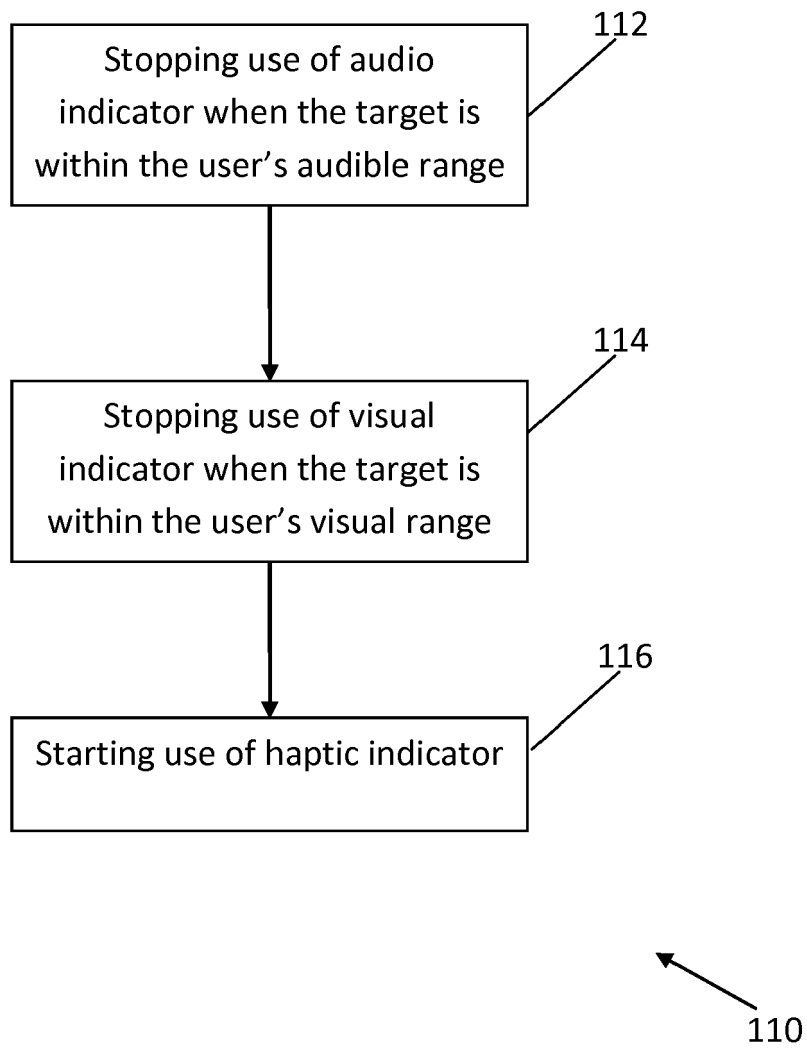 112
Stopping use of audio
indicator when the target is
within the user's audible range
114
Stopping use of visual
indicator when the target is
within the user's visual range
116
Starting use of haptic indicator
110